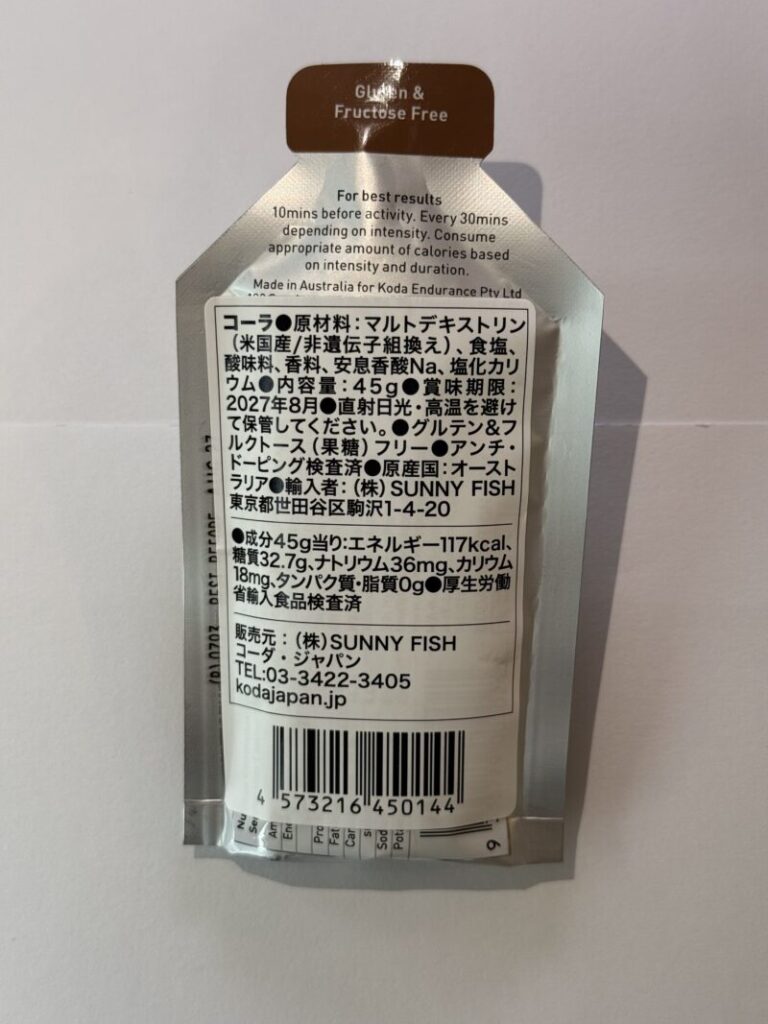 Gluten &
Fructose Free
For best results
10mins before activity. Every 30mins
depending on intensity. Consume
appropriate amount of calories based
on intensity and duration.
Made in Australia for Koda Endurance Pty Ltd
コーラ●原材料：マルトデキストリン
（米国産/非遺伝子組換え）、食塩、
酸味料、香料、安息香酸Na、塩化カリ
ウム●内容量：45g●賞味期限：
2027年8月●直射日光・高温を避け
て保管してください。●グルテン&フ
ルクトース（果糖）フリー●アンチ・
ドーピング検査済●原産国：オースト
ラリア●輸入者：（株）SUNNY FISH
東京都世田谷区駒沢1-4-20
●成分45g当り：エネルギー117kcal、
糖質32.7g、ナトリウム36mg、カリウム
18mg、タンパク質・脂質0g●厚生労働
省輸入食品検査済
販売元：（株）SUNNY FISH
コーダ・ジャパン
TEL:03-3422-3405
kodajapan.jp
4 573216 450144